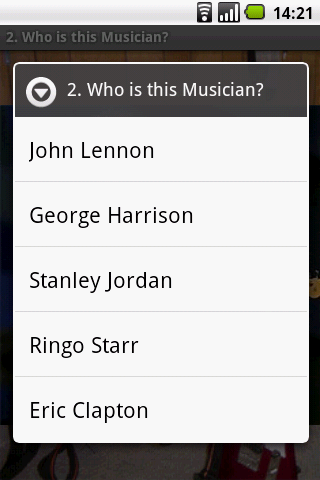 14:21
2. Who is this Musician?
2. Who is this Musician?
John Lennon
George Harrison
Stanley Jordan
Ringo Starr
Eric Clapton